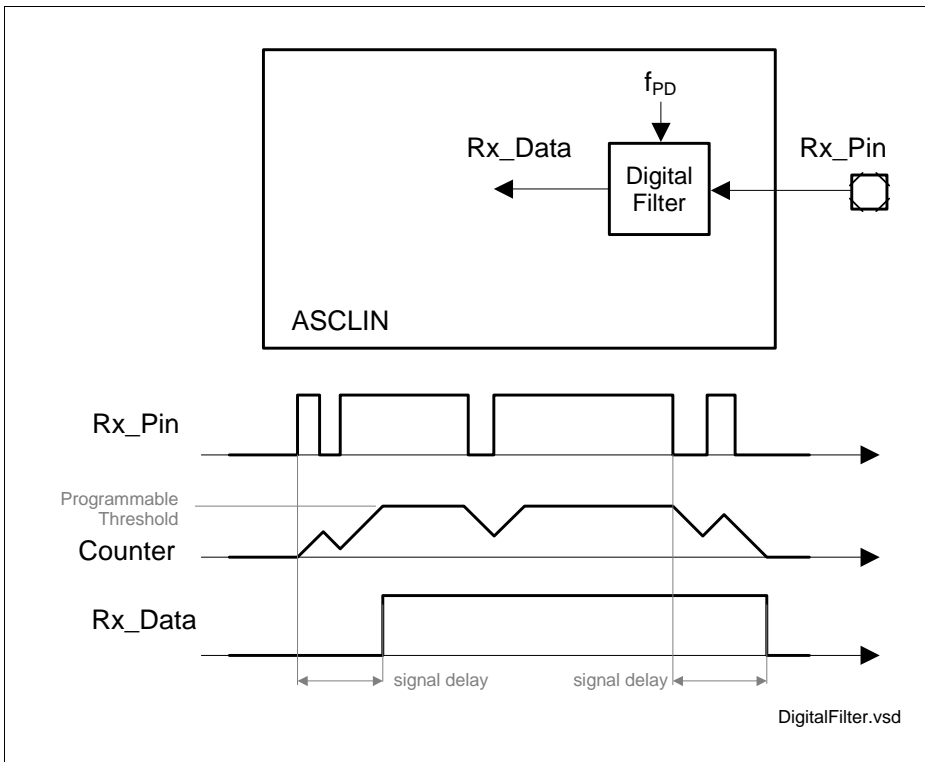 fPD
Rx_Data
Rx_Pin
Digital
Filter
ASCLIN
Rx_Pin
Programmable
Threshold
Counter
Rx_Data
signal delay
signal delay
DigitalFilter.vsd